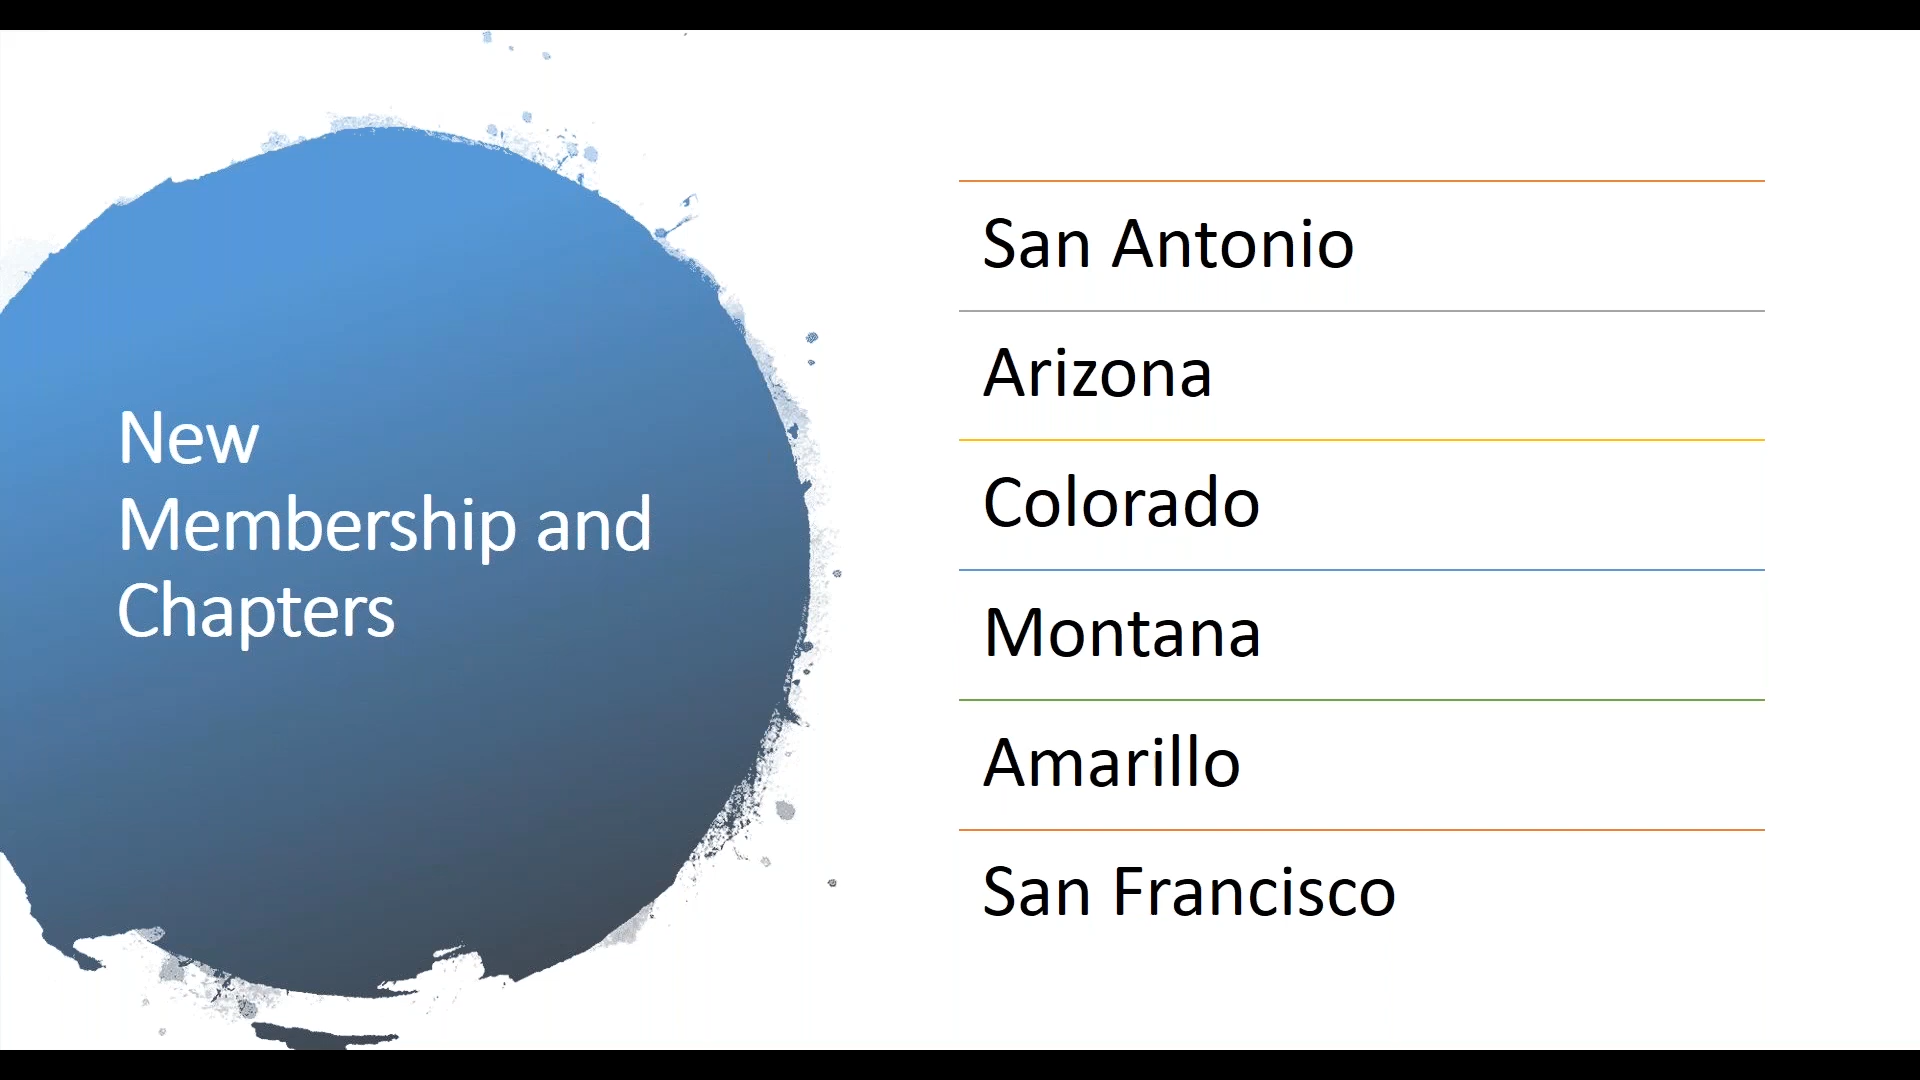 New
Membership and
Chapters
San Antonio
Arizona
Colorado
Montana
Amarillo
San Francisco